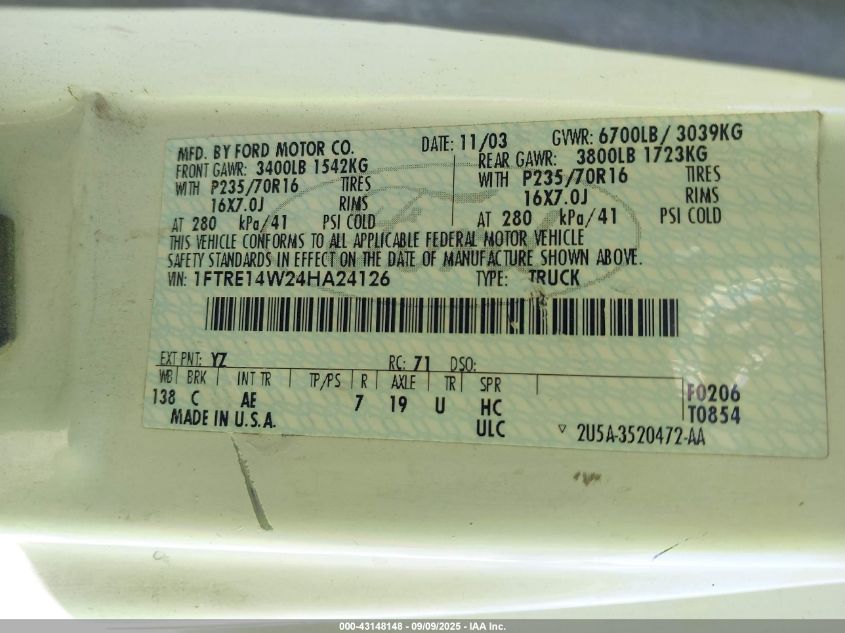 MFD. BY FORD MOTOR CO. DATE: 11/03 GVWR: 6700LB/ 3039KG
FRONT GAWR: 3400LB 1542KG REAR GAWR: 3800LB 1723KG
WITH P235/70R16 TIRES WITH P235/70R16 TIRES
16X7.0J RIMS 16X7.0J RIMS
AT 280 kPa/41 PSI COLD AT 280 kPa/41 PSI COLD
THIS VEHICLE CONFORMS TO ALL APPLICABLE FEDERAL MOTOR VEHICLE
SAFETY STANDARDS IN EFFECT ON THE DATE OF MANUFACTURE SHOWN ABOVE.
VIN: 1FTRE14W24HA24126 TYPE: TRUCK
EXT PNT: YZ RC: 71 DSO:
WB BRK INT TR TP/PS R AXLE TR SPR F0206
138 C AE 7 19 U HC T0854
MADE IN U.S.A. ULC ▽ 2U5A-3520472-AA
000-43148148 - 09/09/2025 - IAA Inc.